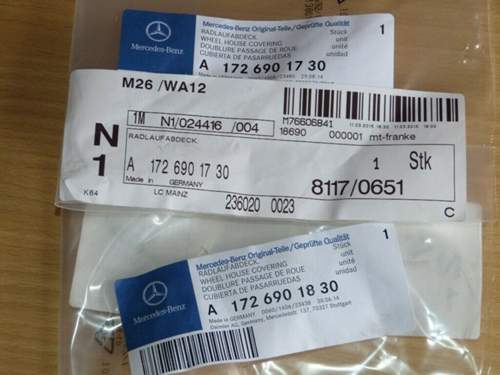 Mercedes-Benz Original-Teile/Geprüfte Qualität
RADLAUFABDECK.
WHEEL HOUSE COVERING
DOUBLURE PASSAGE DE ROUE
CUBIERTA DE PASARRUEDAS
Stück
unit
unité
unidad
1
Mercedes-Benz
A 172 690 17 30
M26 /WA12
1M N1/024416 /004
M76606841
18690 000001 mt-franke
RADLAUFABDECK.
N
1
A 172 690 17 30
1 Stk
Made in GERMANY
8117/0651
K64
LC MAINZ
236020 0023
C
Mercedes-Benz Original-Teile/Geprüfte Qualität
RADLAUFABDECK.
WHEEL HOUSE COVERING
DOUBLURE PASSAGE DE ROUE
CUBIERTA DE PASARRUEDAS
Stück
unit
unité
unidad
1
Mercedes-Benz
A 172 690 18 30
Made in GERMANY
Daimler AG, Germany, Mercedesstr. 137, 70327 Stuttgart